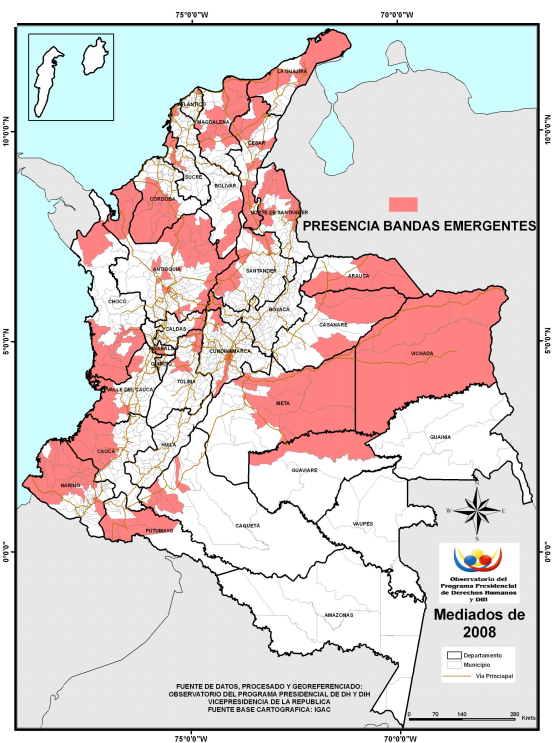 75°0'0"W
70°0'0"W
LA GUAJIRA
ATLANTICO
MAGDALENA
10°0'0"N
10°0'0"N
CESAR
SUCRE
BOLIVAR
CORDOBA
NORTE DE SANTANDER
PRESENCIA BANDAS EMERGENTES
ANTIOQUIA
SANTANDER
ARAUCA
CHOCO
BOYACA
CASANARE
CALDAS
5°0'0"N
5°0'0"N
CUNDINAMARCA
VICHADA
VALLE DEL CAUCA
TOLIMA
META
GUAINIA
HUILA
CAUCA
GUAVIARE
NARIÑO
N
W
E
S
CAQUETÁ
VAUPÉS
PUTUMAYO
0°0'0"
0°0'0"
Observatorio del
Programa Presidencial
de Derechos Humanos
y DIH
AMAZONAS
Mediados de
2008
Departamento
Municipio
Via Princiapal
FUENTE DE DATOS, PROCESADO Y GEOREFERENCIADO:
OBSERVATORIO DEL PROGRAMA PRESIDENCIAL DE DH Y DIH
VICEPRESIDENCIA DE LA REPUBLICA
FUENTE BASE CARTOGRAFICA: IGAC
0 70 140 280
Kmts.
75°0'0"W
70°0'0"W